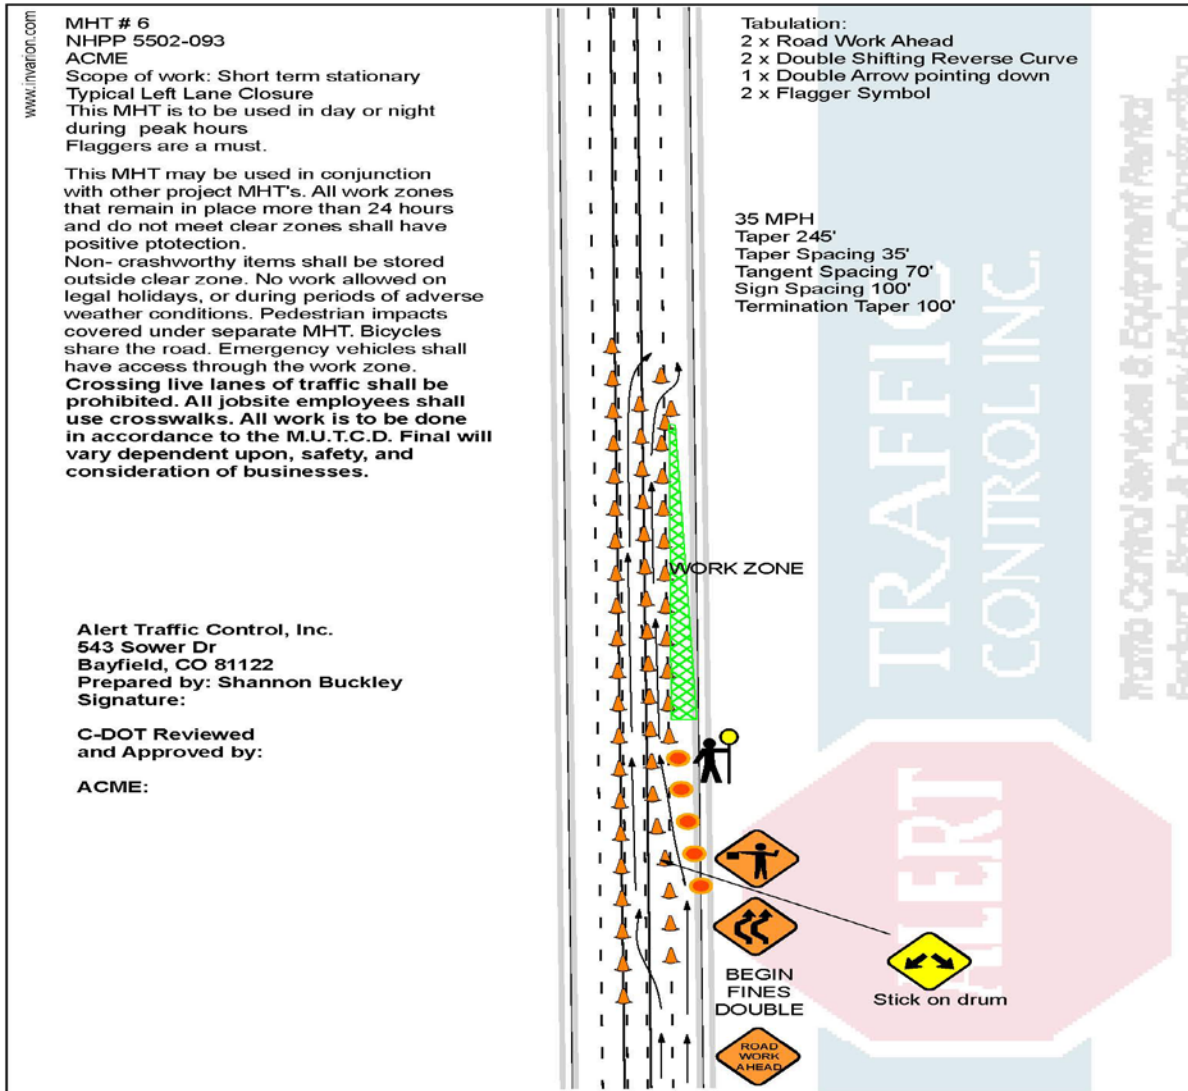 www.invarion.com
MHT # 6
NHPP 5502-093
ACME
Scope of work: Short term stationary
Typical Left Lane Closure
This MHT is to be used in day or night
during peak hours
Flaggers are a must.
This MHT may be used in conjunction
with other project MHT's. All work zones
that remain in place more than 24 hours
and do not meet clear zones shall have
positive ptotection.
Non- crashworthy items shall be stored
outside clear zone. No work allowed on
legal holidays, or during periods of adverse
weather conditions. Pedestrian impacts
covered under separate MHT. Bicycles
share the road. Emergency vehicles shall
have access through the work zone.
Crossing live lanes of traffic shall be
prohibited. All jobsite employees shall
use crosswalks. All work is to be done
in accordance to the M.U.T.C.D. Final will
vary dependent upon, safety, and
consideration of businesses.
Alert Traffic Control, Inc.
543 Sower Dr
Bayfield, CO 81122
Prepared by: Shannon Buckley
Signature:
C-DOT Reviewed
and Approved by:
ACME:
Tabulation:
2 x Road Work Ahead
2 x Double Shifting Reverse Curve
1 x Double Arrow pointing down
2 x Flagger Symbol
35 MPH
Taper 245'
Taper Spacing 35'
Tangent Spacing 70'
Sign Spacing 100'
Termination Taper 100'
WORK ZONE
BEGIN
FINES
DOUBLE
ROAD
WORK
AHEAD
Stick on drum
ALERT
TRAFFIC
CONTROL INC.
Traffic Control Services & Equipment Rental